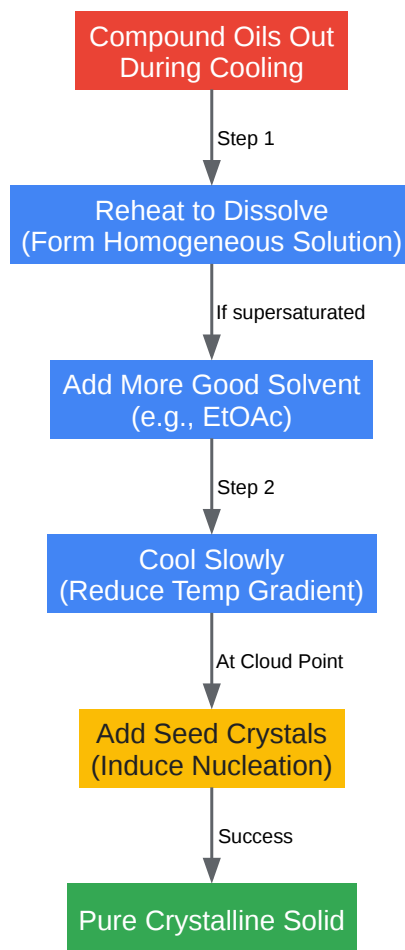 Compound Oils Out
During Cooling
Step 1
Reheat to Dissolve
(Form Homogeneous Solution)
If supersaturated
Add More Good Solvent
(e.g., EtOAc)
Step 2
Cool Slowly
(Reduce Temp Gradient)
At Cloud Point
Add Seed Crystals
(Induce Nucleation)
Success
Pure Crystalline Solid